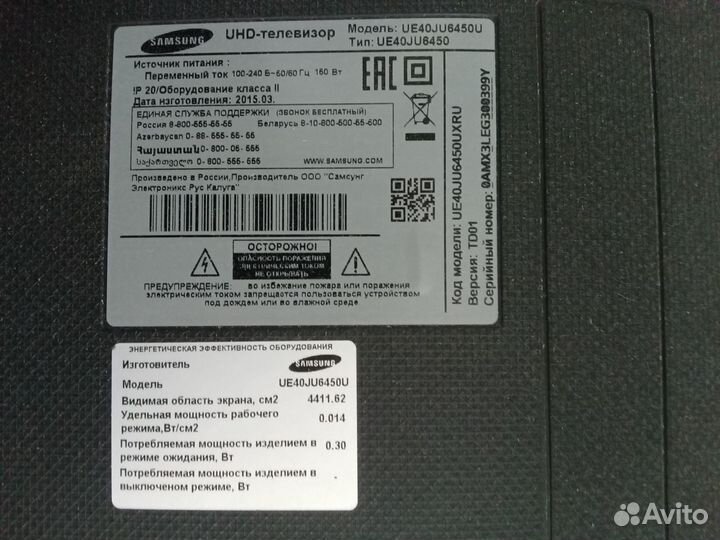 SAMSUNG
UHD-телевизор
Модель: UE40JU6450U
Тип: UE40JU6450
Источник питания :
Переменный ток 100-240 В~50/60 Гц 160 Вт
IP 20/Оборудование класса II
Дата изготовления: 2015.03.
ЕДИНАЯ СЛУЖБА ПОДДЕРЖКИ (ЗВОНОК БЕСПЛАТНЫЙ)
Россия 8-800-555-55-55 Беларусь 8-10-800-500-55-500
Azerbaycan 0-88-555-55-55
Հայաստան 0-800-05-555
საქართველო 0-800-555-555
WWW.SAMSUNG.COM
Произведено в России,Производитель ООО "Самсунг
Электроникс Рус Калуга"
EAC
ОСТОРОЖНО!
ОПАСНОСТЬ ПОРАЖЕНИЯ
ЭЛЕКТРИЧЕСКИМ ТОКОМ
НЕ ОТКРЫВАТЬ
ПРЕДУПРЕЖДЕНИЕ: во избежание пожара или поражения
электрическим током запрещается пользоваться устройством
под дождем или во влажной среде
Код модели: UE40JU6450UXRU
Версия: TD01
Серийный номер: 0AMX3LEG300399Y
ЭНЕРГЕТИЧЕСКАЯ ЭФФЕКТИВНОСТЬ ОБОРУДОВАНИЯ
Изготовитель SAMSUNG
Модель UE40JU6450U
Видимая область экрана, см2 4411.62
Удельная мощность рабочего
режима,Вт/см2 0.014
Потребляемая мощность изделием в
режиме ожидания, Вт 0.30
Потребляемая мощность изделием в
выключеном режиме, Вт
Avito